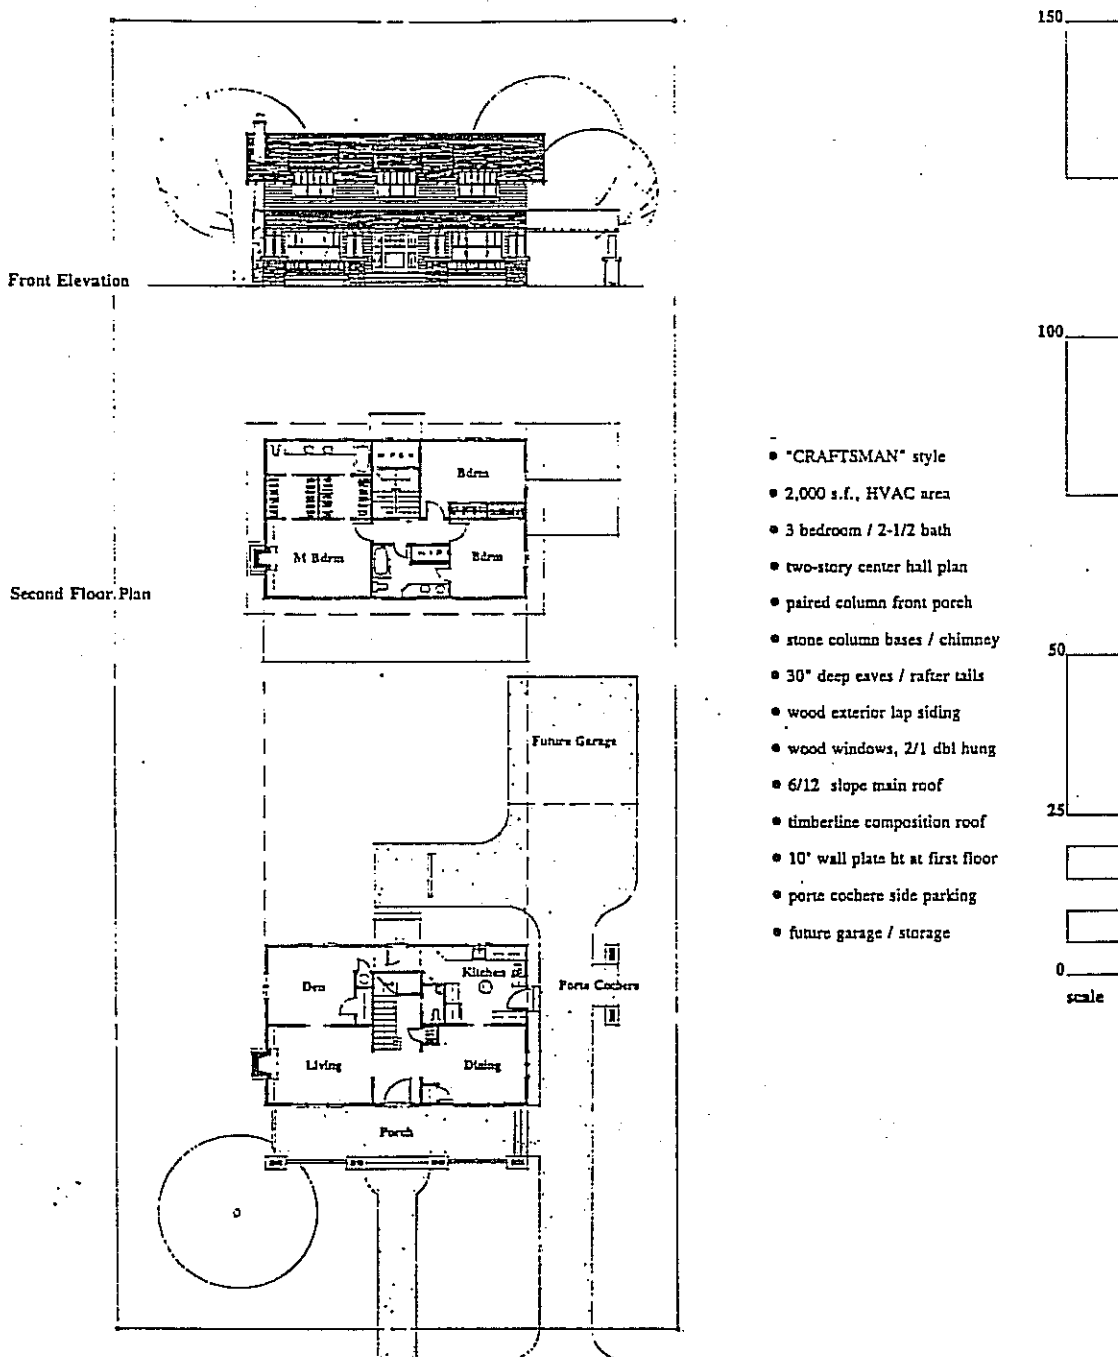 150
Front Elevation
100
Bdrm
OPEN
M Bdrm
Bdrm
Second Floor Plan
• "CRAFTSMAN" style
• 2,000 s.f., HVAC area
• 3 bedroom / 2-1/2 bath
• two-story center hall plan
• paired column front porch
• stone column bases / chimney
• 30" deep eaves / rafter tails
• wood exterior lap siding
• wood windows, 2/1 dbl hung
• 6/12 slope main roof
• timberline composition roof
• 10' wall plate ht at first floor
• porte cochere side parking
• future garage / storage
50
25
0
scale
Future Garage
Den
Kitchen
Porte Cochere
Living
Dining
Porch